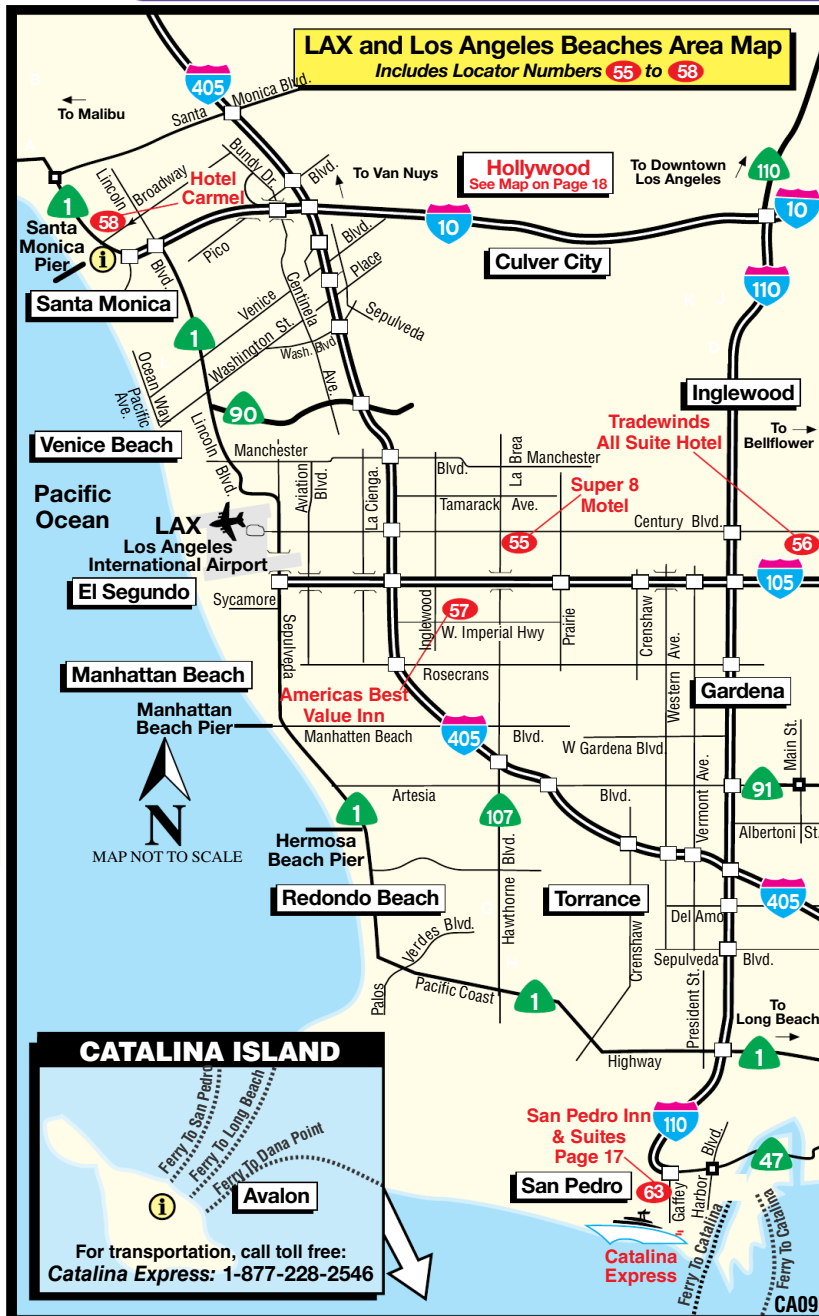 LAX and Los Angeles Beaches Area Map
Includes Locator Numbers 55 to 58
405
To Malibu
Santa Monica Blvd.
Bundy Dr.
Blvd.
To Van Nuys
Hollywood
See Map on Page 18
To Downtown
Los Angeles
110
Lincoln
Broadway
Hotel
Carmel
1
58
10
10
Santa
Monica
Pier
i
Blvd.
Pico
Blvd.
Place
Culver City
110
Santa Monica
Venice
Centinela
Sepulveda
1
Washington St.
Wash. Blvd
Ocean Way
Pacific
Ave.
Ave.
Inglewood
90
Tradewinds
All Suite Hotel
To
Bellflower
Venice Beach
Lincoln Blvd.
Manchester
Blvd.
La Brea
Manchester
Aviation
Blvd.
La Cienga.
Pacific
Ocean
Tamarack Ave.
Super 8
Motel
LAX
Los Angeles
International Airport
55
Century Blvd.
56
El Segundo
105
Sycamore
Sepulveda
Inglewood
57
W. Imperial Hwy
Prairie
Crenshaw
Western Ave.
Manhattan Beach
Rosecrans
Americas Best
Value Inn
Gardena
Manhattan
Beach Pier
Manhatten Beach
405
Blvd.
W Gardena Blvd.
Main St.
N
MAP NOT TO SCALE
Artesia
Blvd.
Vermont Ave.
91
1
107
Albertoni St.
Hermosa
Beach Pier
Hawthorne Blvd.
Redondo Beach
Torrance
405
Del Amo
Palos Verdes Blvd.
Crenshaw
Sepulveda Blvd.
Pacific Coast
1
President St.
To
Long Beach
Highway
1
CATALINA ISLAND
Ferry To San Pedro
Ferry To Long Beach
Ferry To Dana Point
i
Avalon
For transportation, call toll free:
Catalina Express: 1-877-228-2546
San Pedro Inn
& Suites
Page 17
110
San Pedro
63
Gaffey
Harbor Blvd.
47
Catalina
Express
Ferry To Catalina
Ferry To Catalina
CA09